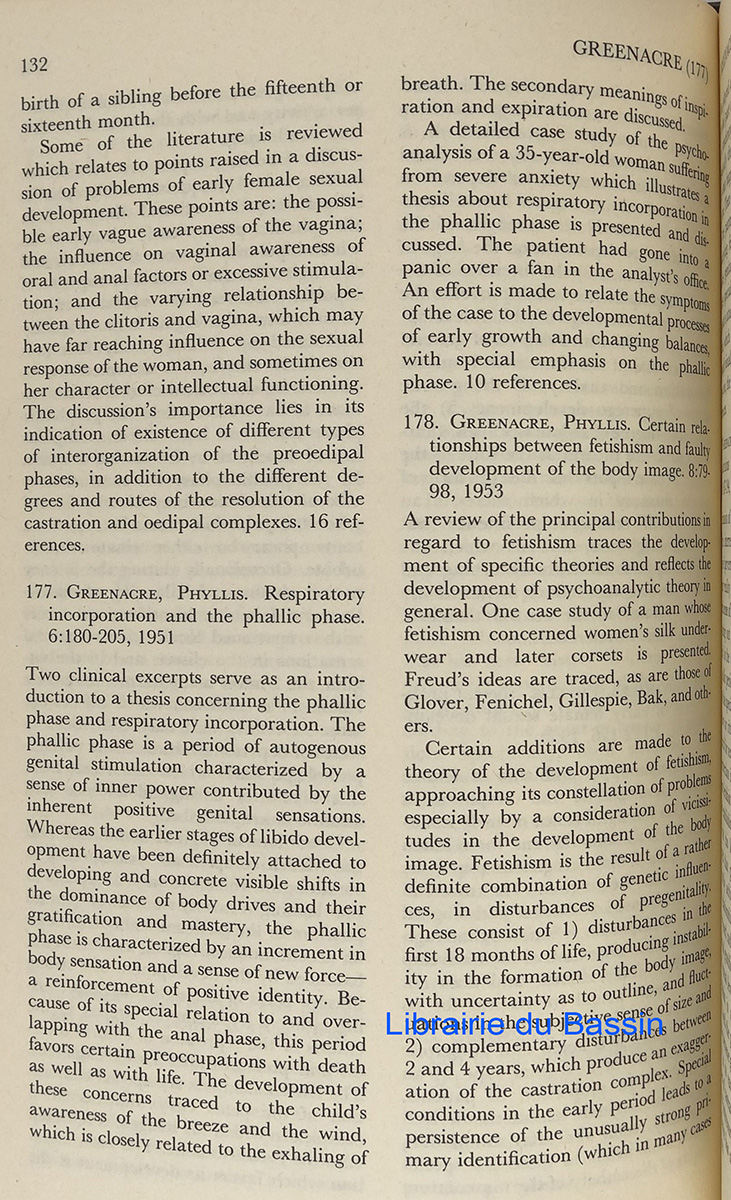 132
GREENACRE (177)
birth of a sibling before the fifteenth or
sixteenth month.
Some of the literature is reviewed
which relates to points raised in a discus-
sion of problems of early female sexual
development. These points are: the possi-
ble early vague awareness of the vagina;
the influence on vaginal awareness of
oral and anal factors or excessive stimula-
tion; and the varying relationship be-
tween the clitoris and vagina, which may
have far reaching influence on the sexual
response of the woman, and sometimes on
her character or intellectual functioning.
The discussion's importance lies in its
indication of existence of different types
of interorganization of the preoedipal
phases, in addition to the different de-
grees and routes of the resolution of the
castration and oedipal complexes. 16 ref-
erences.
177. GREENACRE, PHYLLIS. Respiratory
incorporation and the phallic phase.
6:180-205, 1951
Two clinical excerpts serve as an intro-
duction to a thesis concerning the phallic
phase and respiratory incorporation. The
phallic phase is a period of autogenous
genital stimulation characterized by a
sense of inner power contributed by the
inherent positive genital sensations.
Whereas the earlier stages of libido devel-
opment have been definitely attached to
developing and concrete visible shifts in
the dominance of body drives and their
gratification and mastery, the phallic
phase is characterized by an increment in
body sensation and a sense of new force—
a reinforcement of positive identity. Be-
cause of its special relation to and over-
lapping with the anal phase, this period
favors certain preoccupations with death
as well as with life. The development of
these concerns traced to the child's
awareness of the breeze and the wind,
which is closely related to the exhaling of
breath. The secondary meanings of inspi-
ration and expiration are discussed.
A detailed case study of the psycho-
analysis of a 35-year-old woman suffering
from severe anxiety which illustrates a
thesis about respiratory incorporation in
the phallic phase is presented and dis-
cussed. The patient had gone into a
panic over a fan in the analyst's office.
An effort is made to relate the symptoms
of the case to the developmental processes
of early growth and changing balances,
with special emphasis on the phallic
phase. 10 references.
178. GREENACRE, PHYLLIS. Certain rela-
tionships between fetishism and faulty
development of the body image. 8:79-
98, 1953
A review of the principal contributions in
regard to fetishism traces the develop-
ment of specific theories and reflects the
development of psychoanalytic theory in
general. One case study of a man whose
fetishism concerned women's silk under-
wear and later corsets is presented.
Freud's ideas are traced, as are those of
Glover, Fenichel, Gillespie, Bak, and oth-
ers.
Certain additions are made to the
theory of the development of fetishism,
approaching its constellation of problems
especially by a consideration of vicissi-
tudes in the development of the body
image. Fetishism is the result of a rather
definite combination of genetic influen-
ces, in disturbances of pregenitality.
These consist of 1) disturbances in the
first 18 months of life, producing instabil-
ity in the formation of the body image,
with uncertainty as to outline, and fluct-
uations in the subjective sense of size and
Librairie du Bassin
2) complementary disturbances between
2 and 4 years, which produce an exagger-
ation of the castration complex. Special
conditions in the early period leads to a
persistence of the unusually strong pri-
mary identification (which in many cases